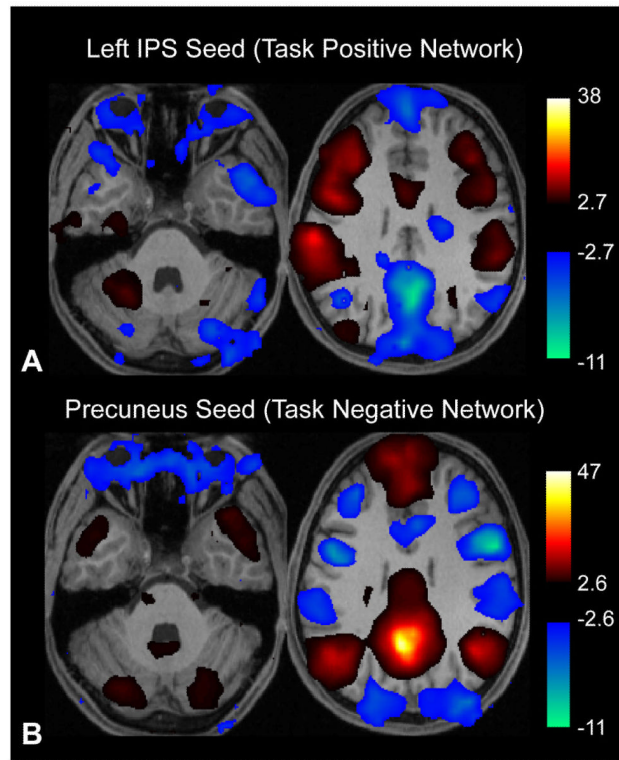 Left IPS Seed (Task Positive Network)
38
2.7
-2.7
-11
A
Precuneus Seed (Task Negative Network)
47
2.6
-2.6
-11
B